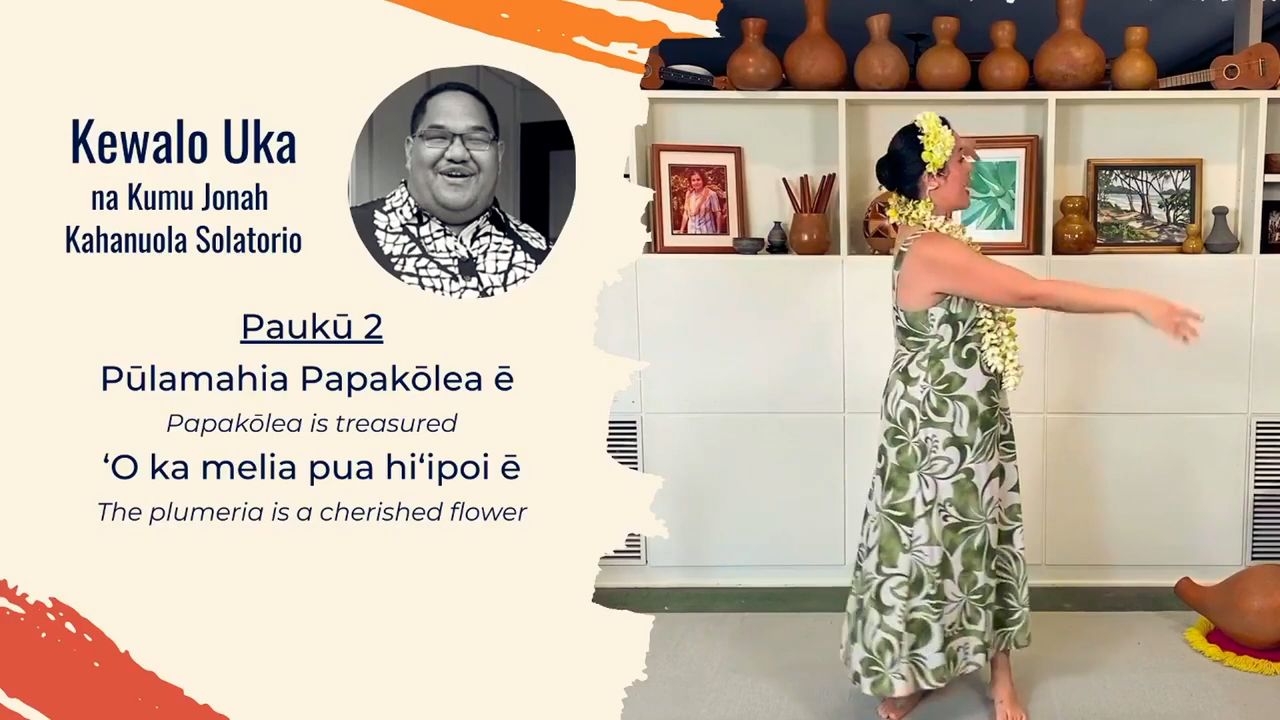 Kewalo Uka
na Kumu Jonah
Kahanuola Solatorio
Paukū 2
Pūlamahia Papakōlea ē
Papakōlea is treasured
ʻO ka melia pua hiʻipoi ē
The plumeria is a cherished flower